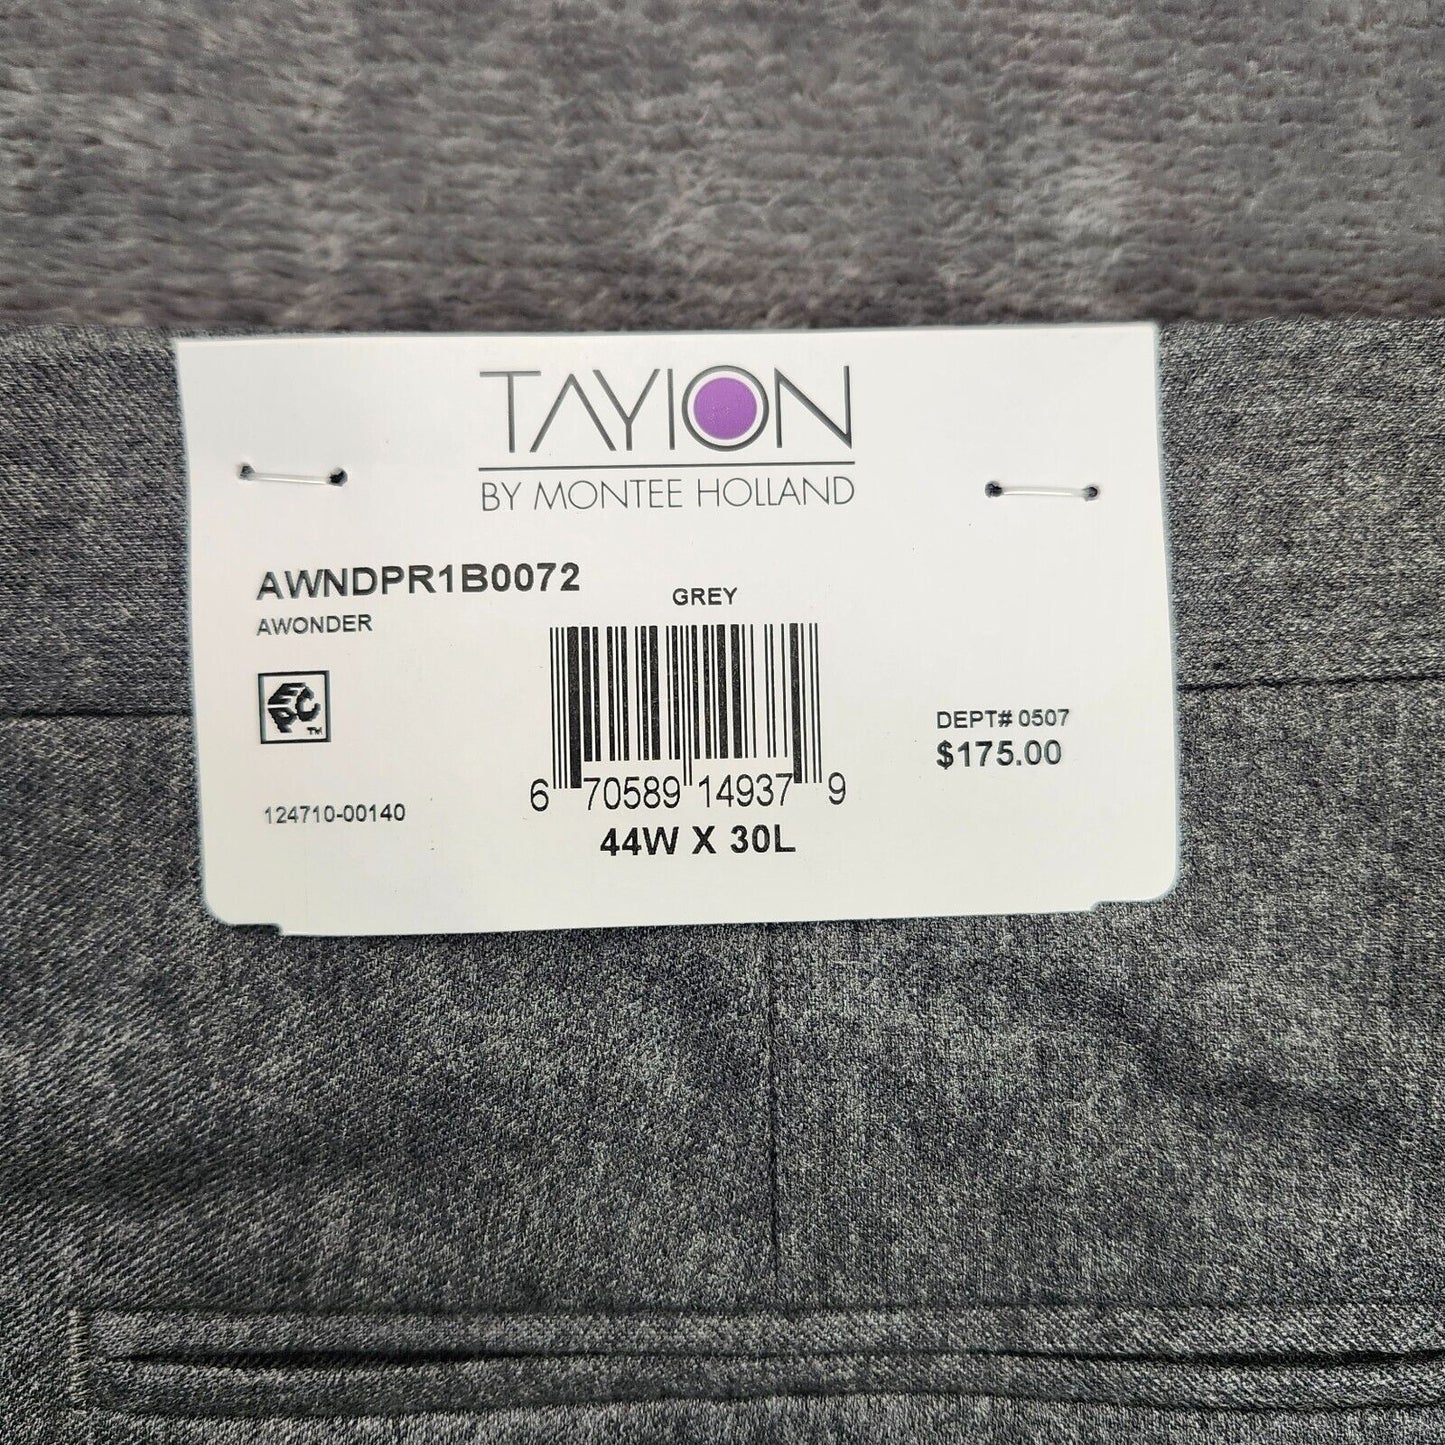 TAYION
BY MONTEE HOLLAND
AWNDPR1B0072
GREY
AWONDER
EPC™
DEPT# 0507
$175.00
6 70589 14937 9
124710-00140
44W X 30L